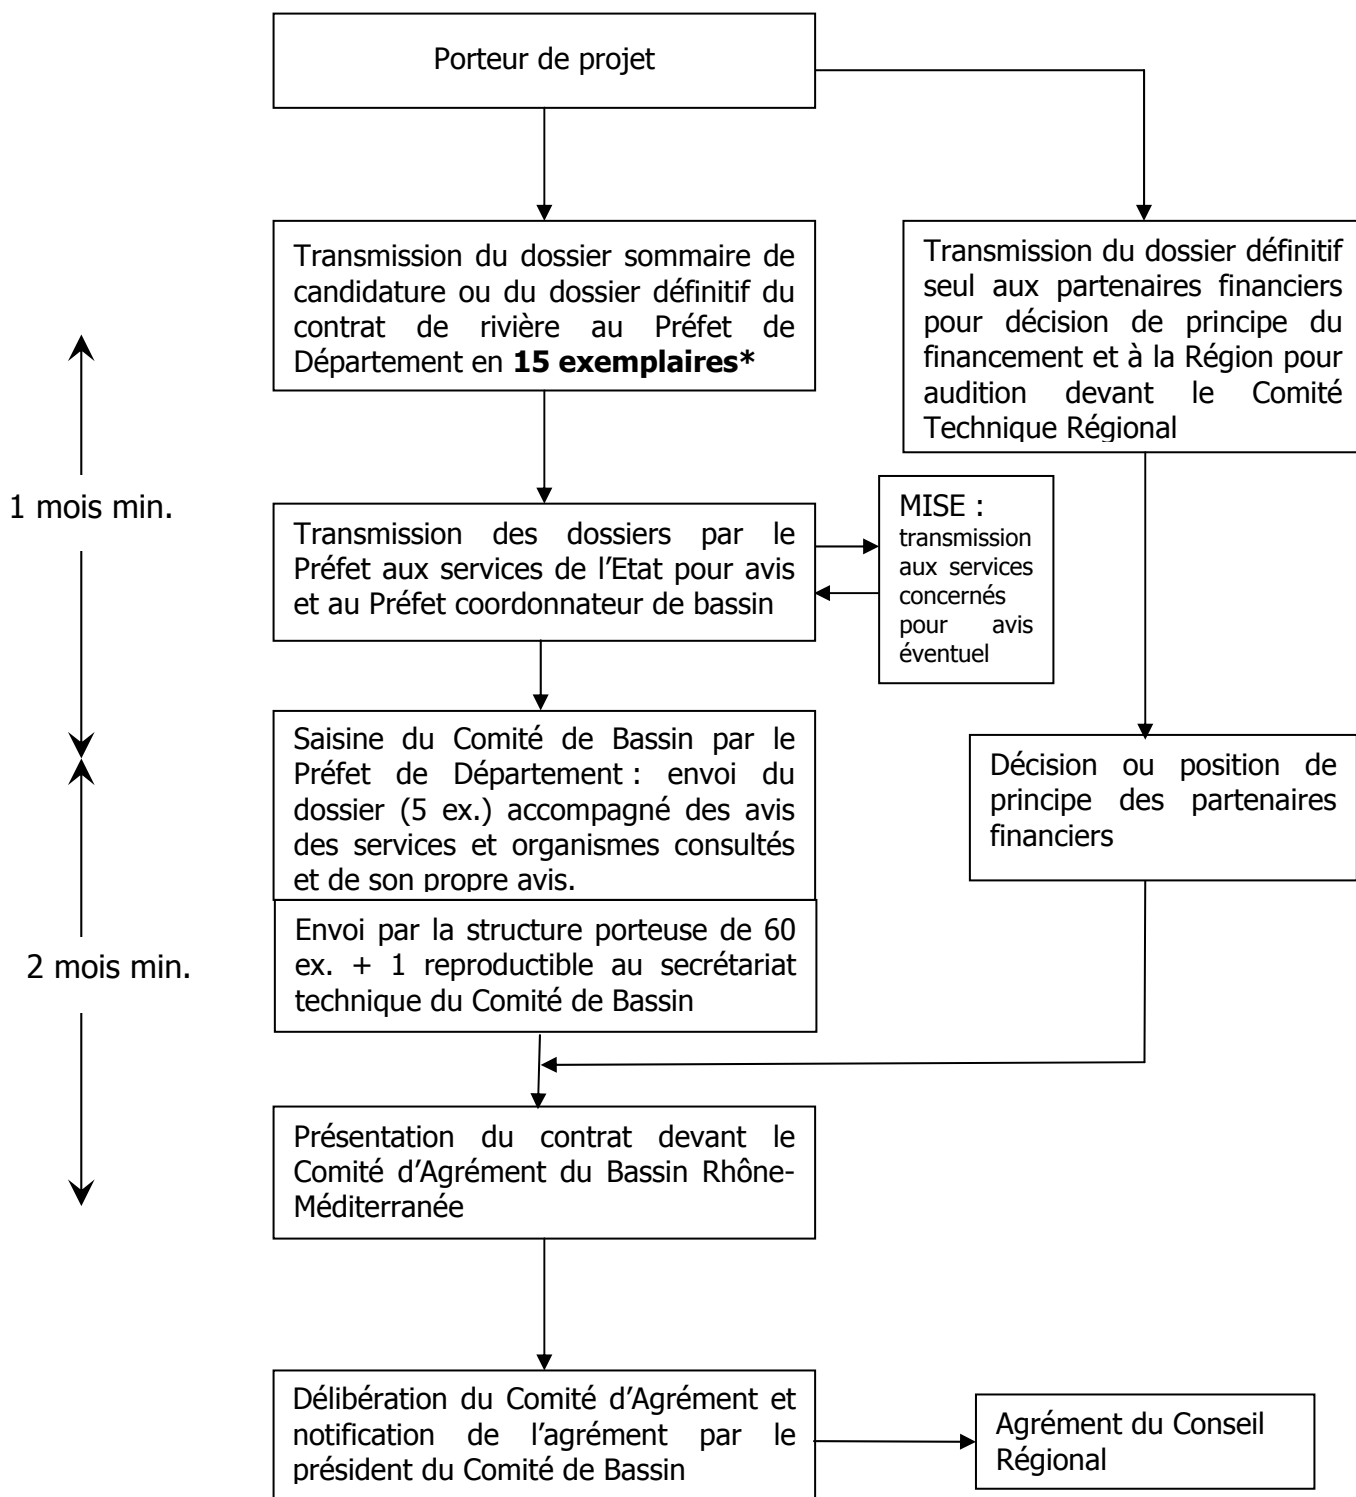 Porteur de projet
Transmission du dossier sommaire de
candidature ou du dossier définitif du
contrat de rivière au Préfet de
Département en 15 exemplaires*
Transmission du dossier définitif
seul aux partenaires financiers
pour décision de principe du
financement et à la Région pour
audition devant le Comité
Technique Régional
1 mois min.
Transmission des dossiers par le
Préfet aux services de l’Etat pour avis
et au Préfet coordonnateur de bassin
MISE :
transmission
aux services
concernés
pour avis
éventuel
Saisine du Comité de Bassin par le
Préfet de Département : envoi du
dossier (5 ex.) accompagné des avis
des services et organismes consultés
et de son propre avis.
Décision ou position de
principe des partenaires
financiers
Envoi par la structure porteuse de 60
ex. + 1 reproductible au secrétariat
technique du Comité de Bassin
2 mois min.
Présentation du contrat devant le
Comité d’Agrément du Bassin Rhône-
Méditerranée
Délibération du Comité d’Agrément et
notification de l’agrément par le
président du Comité de Bassin
Agrément du Conseil
Régional